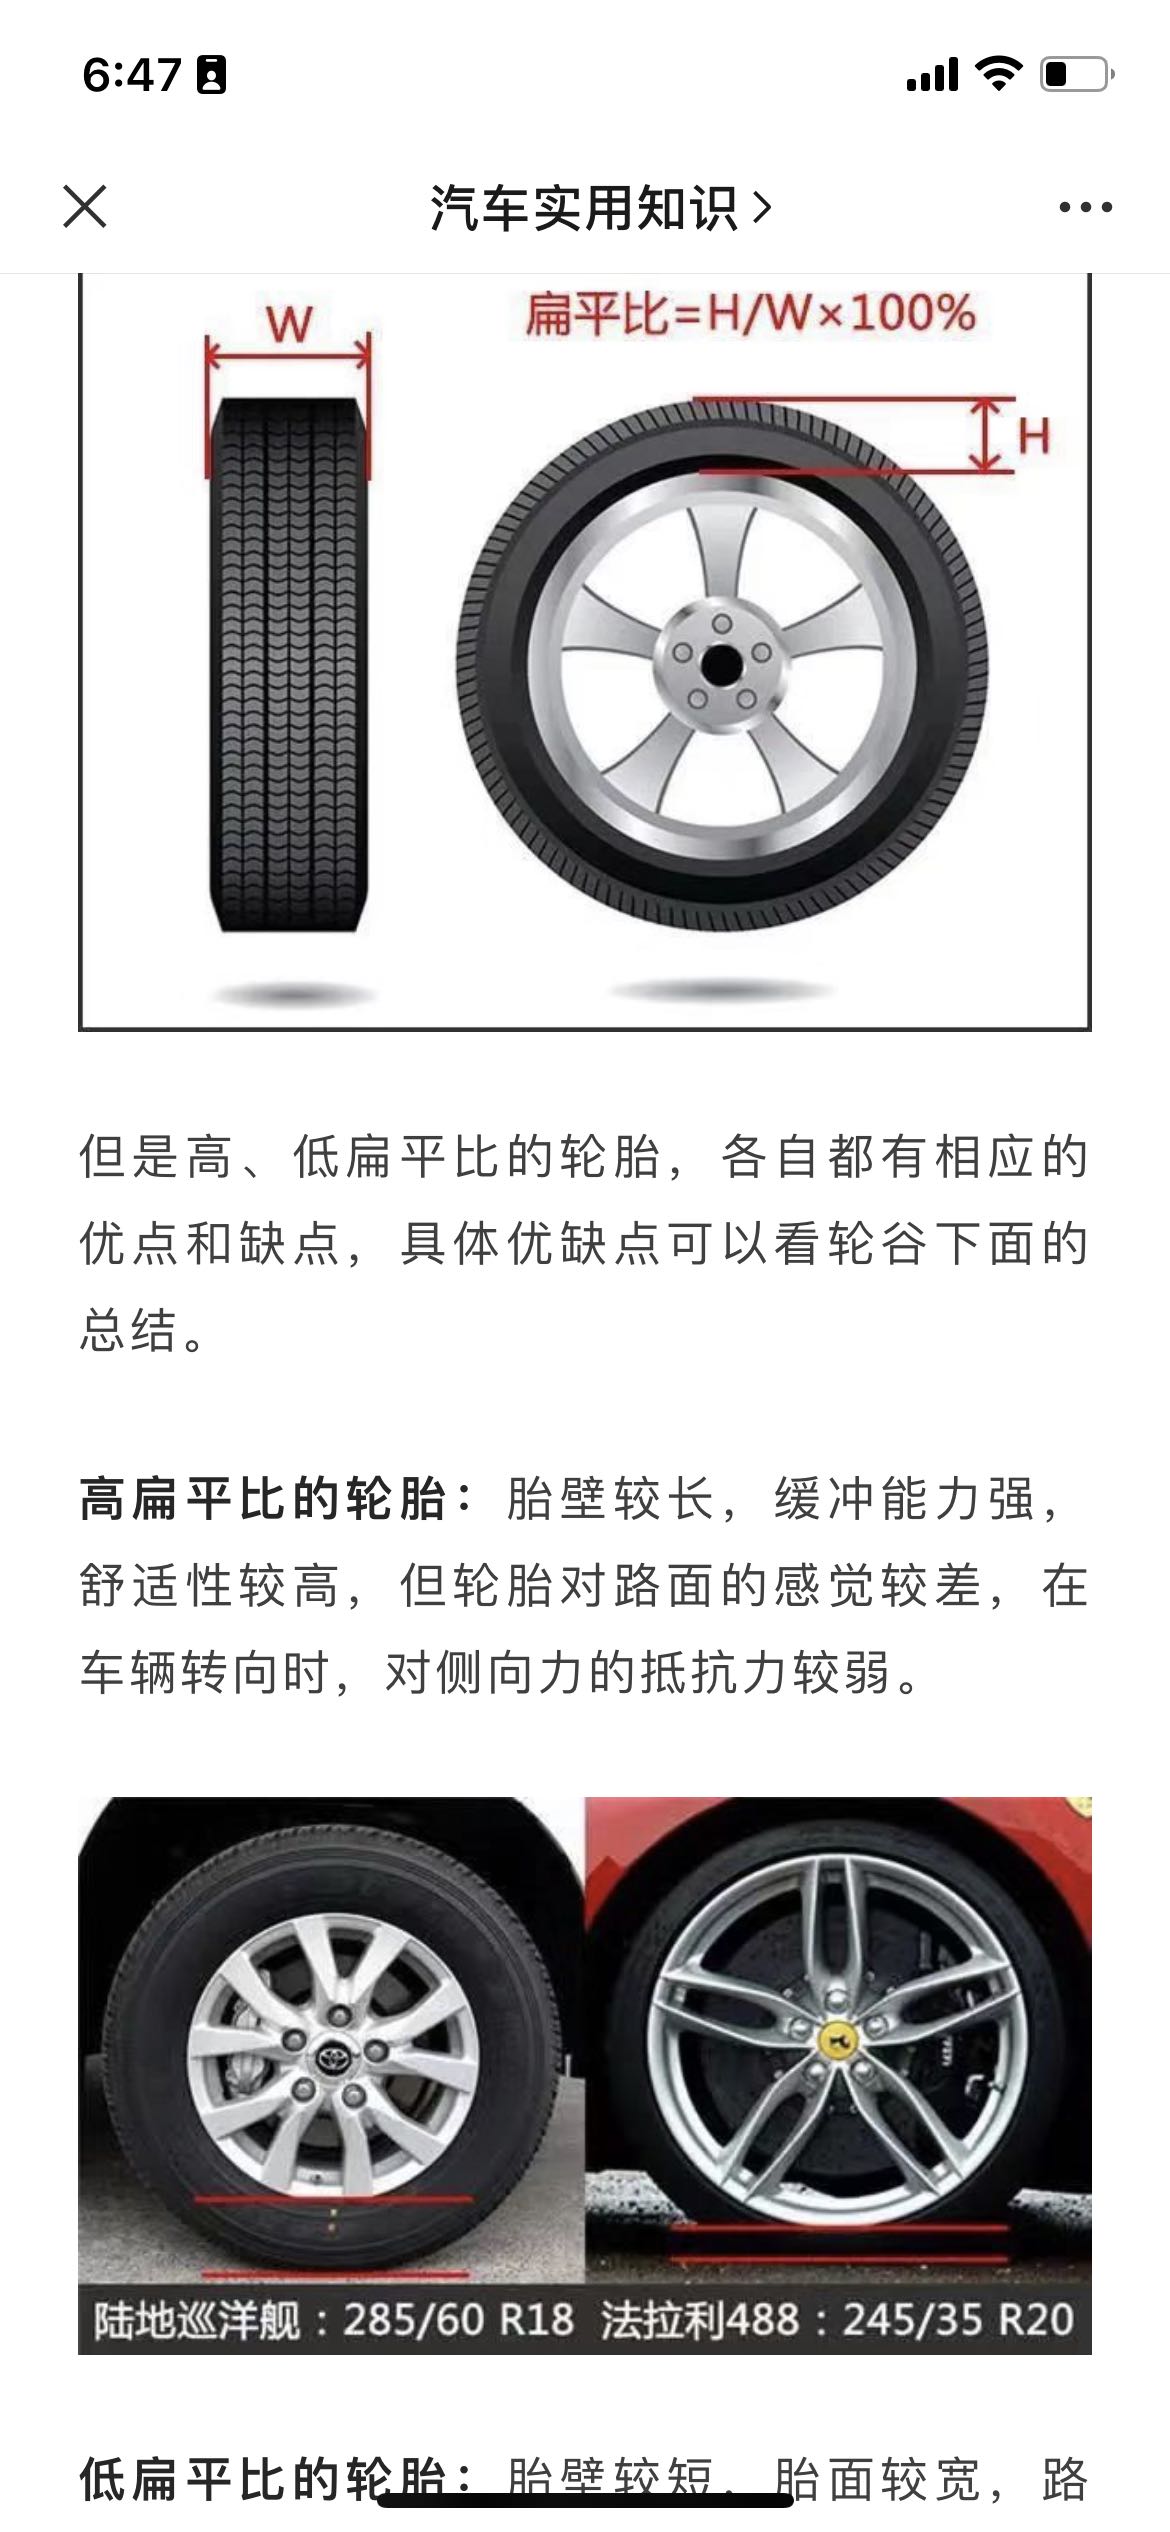 6:47
汽车实用知识
扁平比=H/W×100%
W
H
但是高、低扁平比的轮胎，各自都有相应的
优点和缺点，具体优缺点可以看轮谷下面的
总结。
高扁平比的轮胎：胎壁较长，缓冲能力强，
舒适性较高，但轮胎对路面的感觉较差，在
车辆转向时，对侧向力的抵抗力较弱。
陆地巡洋舰：285/60 R18 法拉利488：245/35 R20
低扁平比的轮胎：胎壁较短，胎面较宽，路